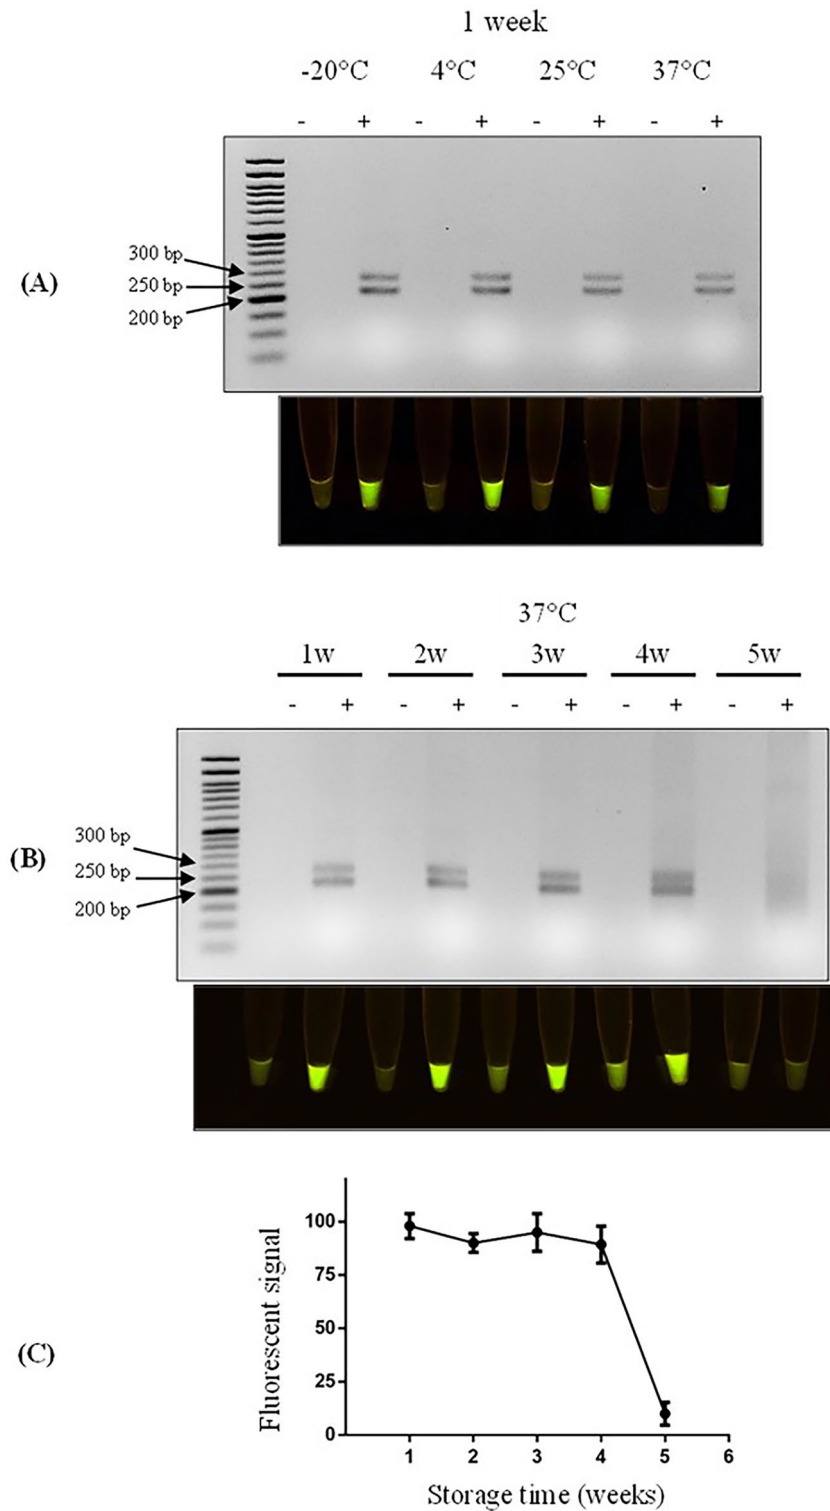 1 week
-20°C 4°C 25°C 37°C
- + - + - + - +
300 bp
(A)
250 bp
200 bp
37°C
1w 2w 3w 4w 5w
- + - + - + - + - +
300 bp
(B)
250 bp
200 bp
100
75
50
25
0
Fluorescent signal
(C)
1 2 3 4 5 6
Storage time (weeks)